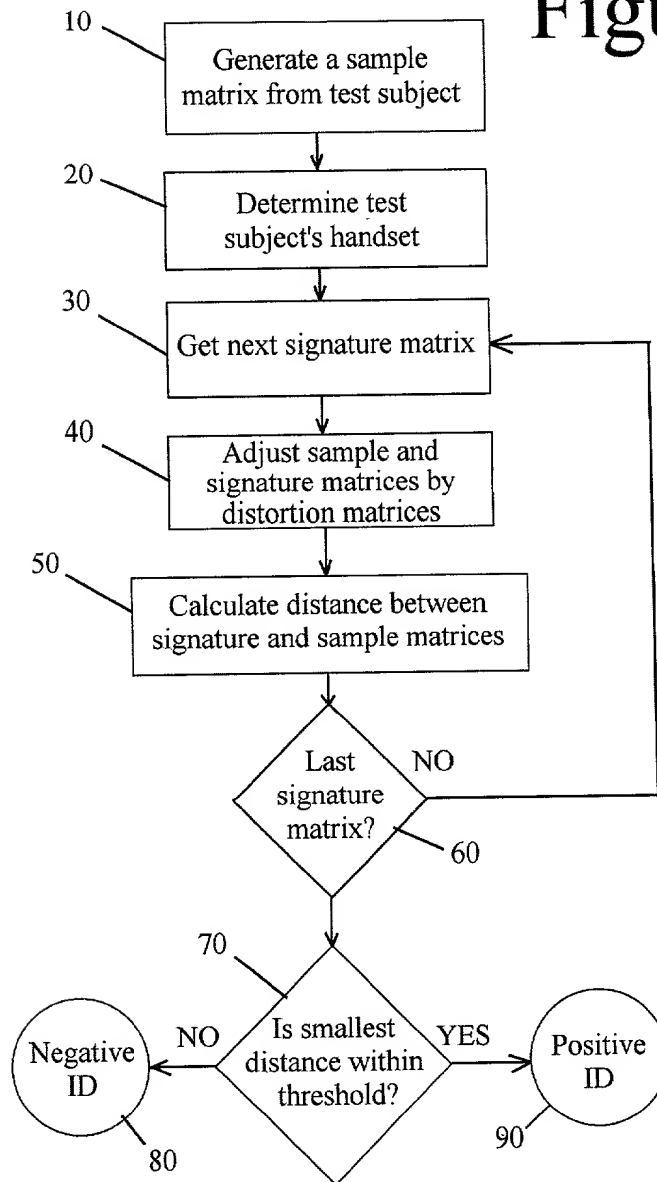 Figu
10
Generate a sample
matrix from test subject
20
Determine test
subject's handset
30
Get next signature matrix
40
Adjust sample and
signature matrices by
distortion matrices
50
Calculate distance between
signature and sample matrices
Last
signature
matrix?
NO
60
70
Is smallest
distance within
threshold?
NO
YES
Negative
ID
80
Positive
ID
90